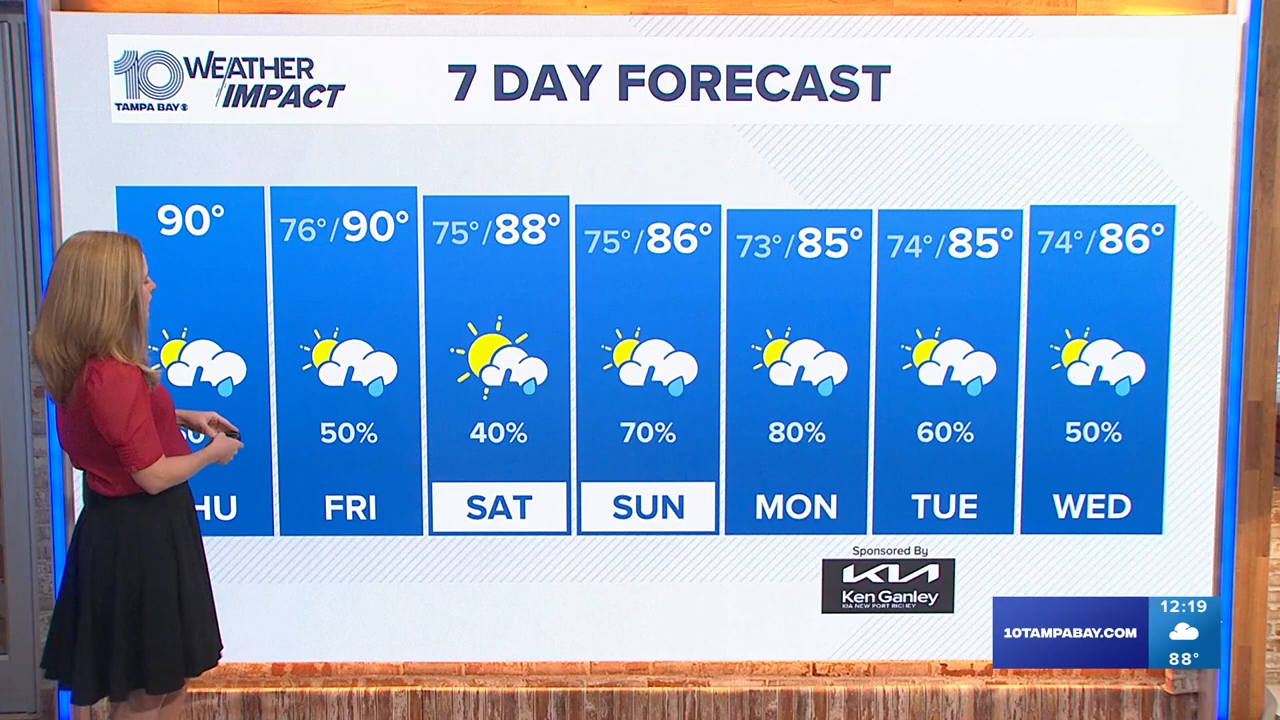 10 WEATHER IMPACT
TAMPA BAY
7 DAY FORECAST
90°
76°/90°
75°/88°
75°/86°
73°/85°
74°/85°
74°/86°
50%
40%
70%
80%
60%
50%
HU
FRI
SAT
SUN
MON
TUE
WED
Sponsored By
KIA
Ken Ganley
KIA NEW PORT RICHEY
10TAMPABAY.COM
12:19
88°